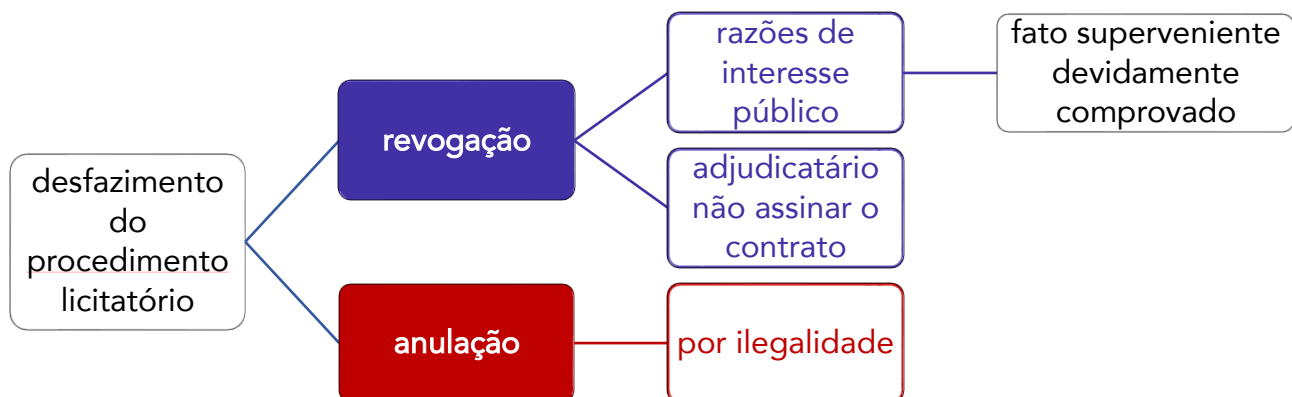 desfazimento
do
procedimento
licitatório
revogação
razões de
interesse
público
fato superveniente
devidamente
comprovado
adjudicatário
não assinar o
contrato
anulação
por ilegalidade